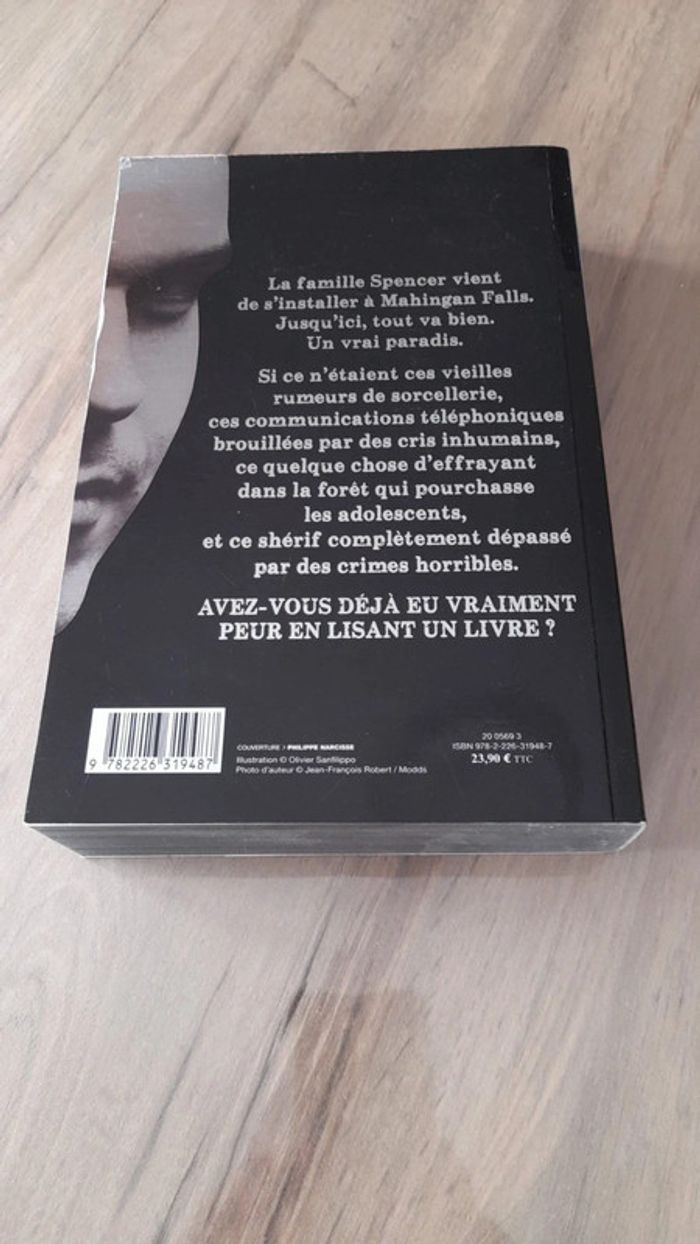 La famille Spencer vient
de s'installer à Mahingan Falls.
Jusqu'ici, tout va bien.
Un vrai paradis.
Si ce n'étaient ces vieilles
rumeurs de sorcellerie,
ces communications téléphoniques
brouillées par des cris inhumains,
ce quelque chose d'effrayant
dans la forêt qui pourchasse
les adolescents,
et ce shérif complètement dépassé
par des crimes horribles.
AVEZ-VOUS DÉJÀ EU VRAIMENT
PEUR EN LISANT UN LIVRE ?
9 782226 319487
COUVERTURE > PHILIPPE NARCISSE
Illustration © Olivier Sanfilippo
Photo d'auteur © Jean-François Robert / Modds
20 0569 3
ISBN 978-2-226-31948-7
23,90 € TTC